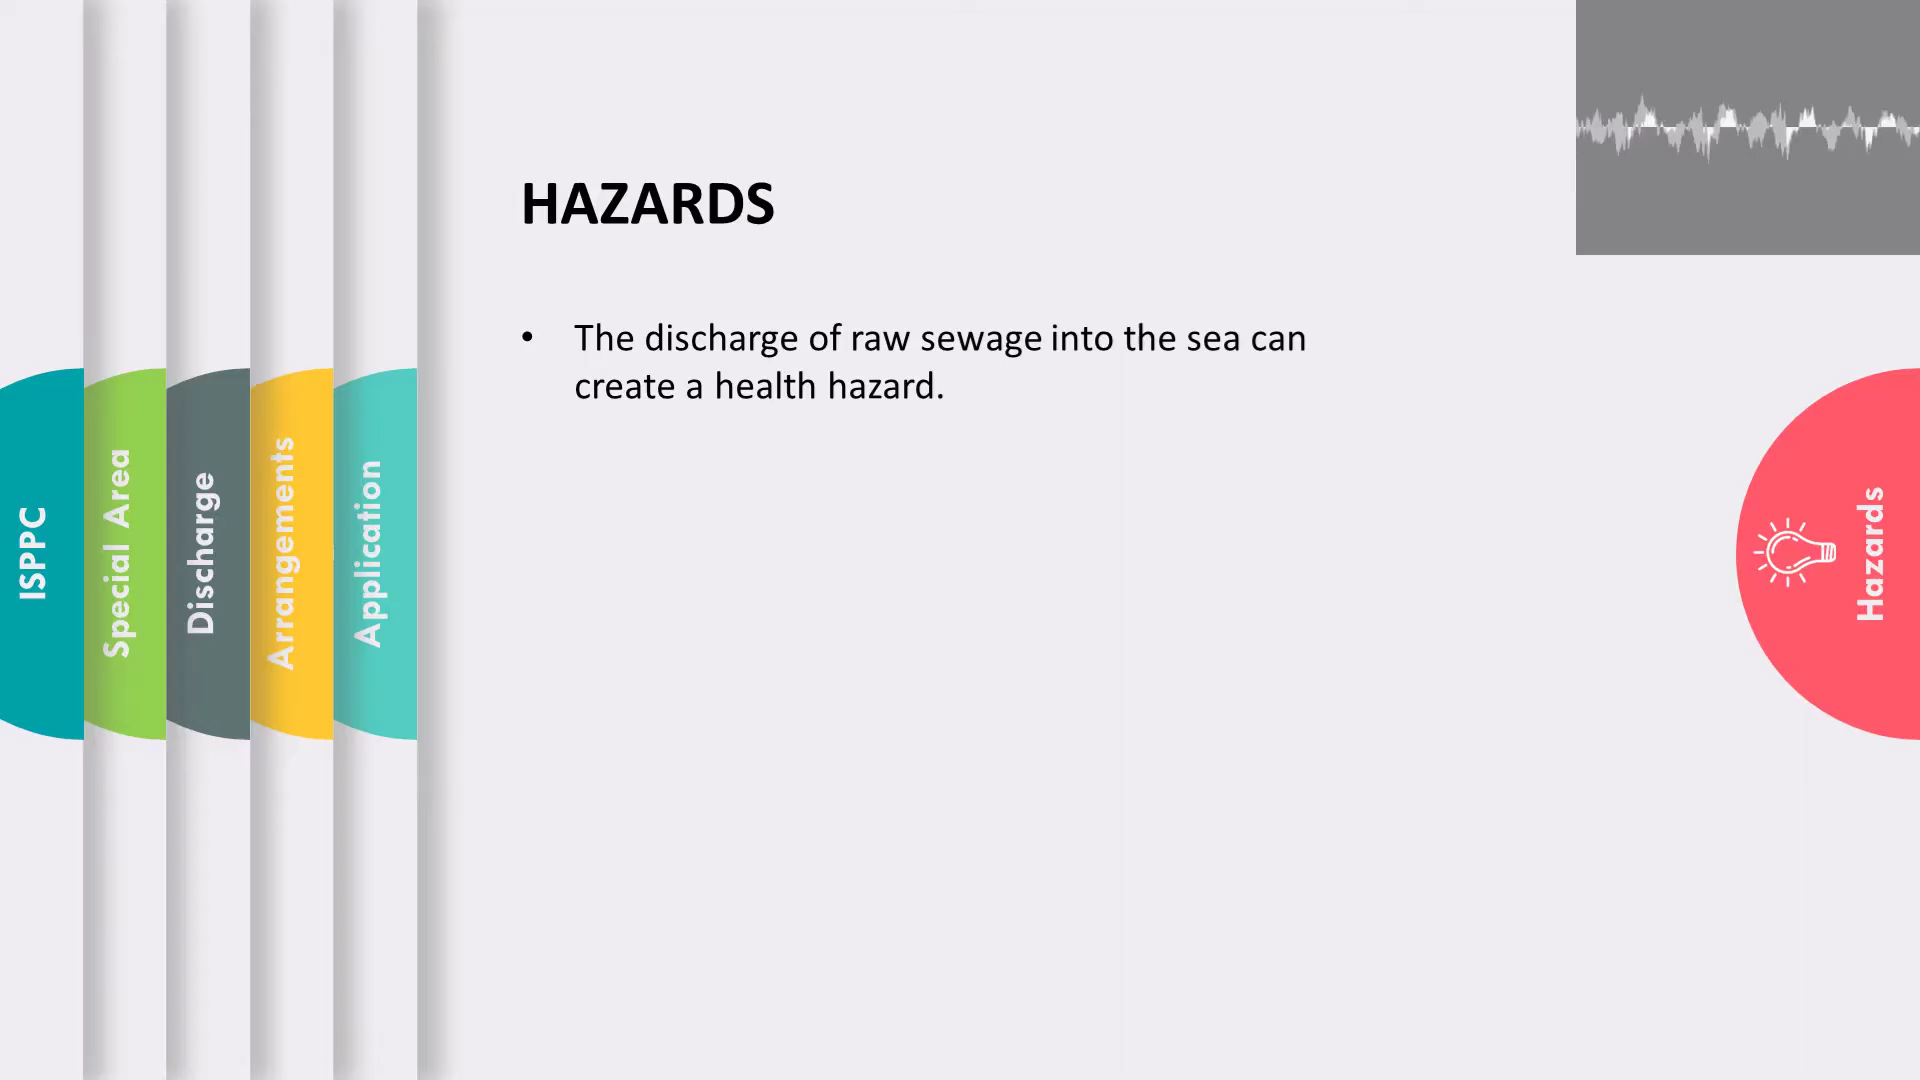 ISPPC
Special Area
Discharge
Arrangements
Application
HAZARDS
• The discharge of raw sewage into the sea can
create a health hazard.
Hazards